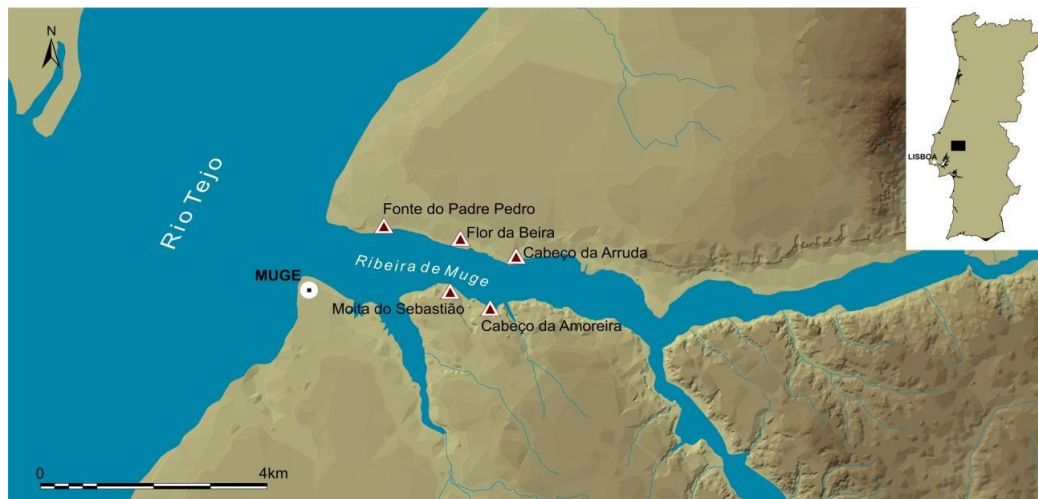 N
LISBOA
Rio Tejo
Fonte do Padre Pedro
Flor da Beira
Cabeço da Arruda
Ribeira de Muge
MUGE
Moita do Sebastião
Cabeço da Amoreira
0 4km